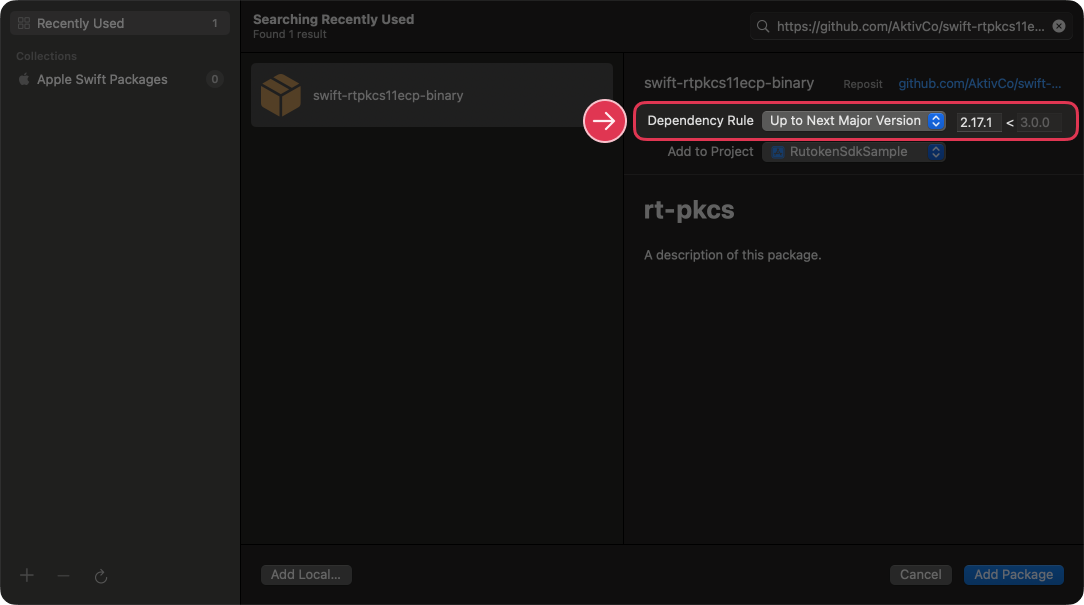 Recently Used 1
Collections
Apple Swift Packages 0
Searching Recently Used
Found 1 result
https://github.com/AktivCo/swift-rtpkcs11e...
swift-rtpkcs11ecp-binary
swift-rtpkcs11ecp-binary Reposit github.com/AktivCo/swift-...
Dependency Rule Up to Next Major Version 2.17.1 < 3.0.0
Add to Project RutokenSdkSample
rt-pkcs
A description of this package.
Add Local... Cancel Add Package